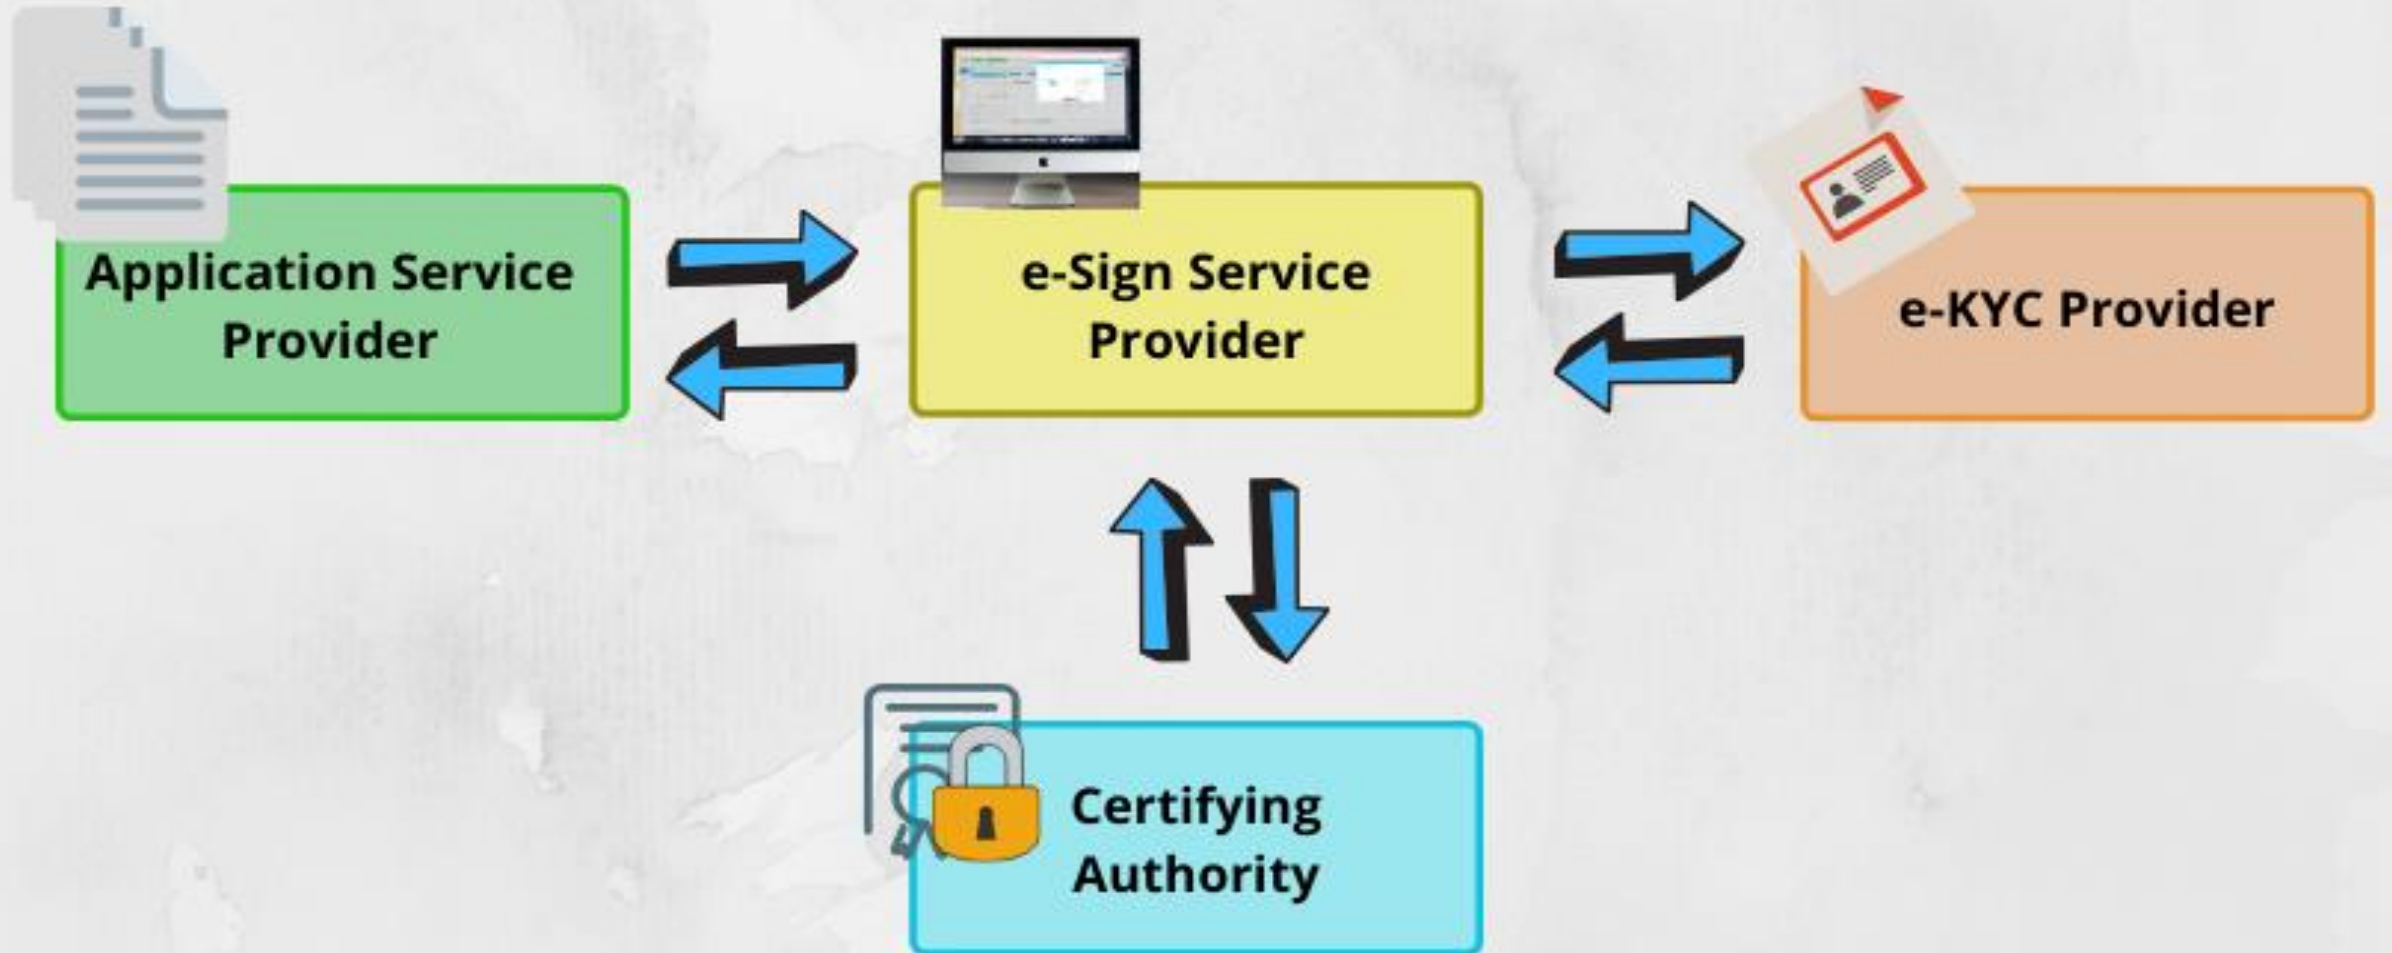 Application Service
Provider
e-Sign Service
Provider
e-KYC Provider
Certifying
Authority